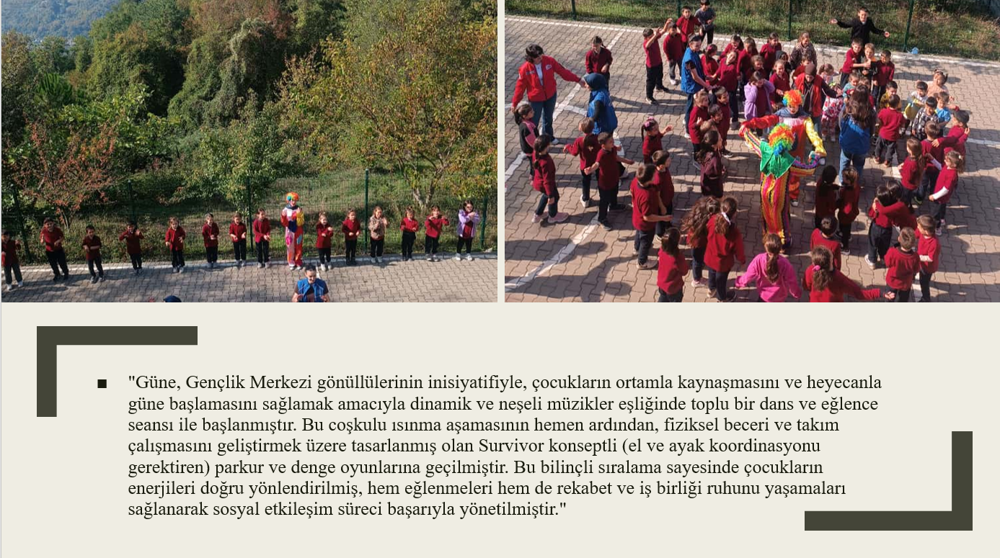 "Güne, Gençlik Merkezi gönüllülerinin inisiyatifiyle, çocukların ortamla kaynaşmasını ve heyecanla
güne başlamasını sağlamak amacıyla dinamik ve neşeli müzikler eşliğinde toplu bir dans ve eğlence
seansı ile başlanmıştır. Bu coşkulu ısınma aşamasının hemen ardından, fiziksel beceri ve takım
çalışmasını geliştirmek üzere tasarlanmış olan Survivor konseptli (el ve ayak koordinasyonu
gerektiren) parkur ve denge oyunlarına geçilmiştir. Bu bilinçli sıralama sayesinde çocukların
enerjileri doğru yönlendirilmiş, hem eğlenmeleri hem de rekabet ve iş birliği ruhunu yaşamaları
sağlanarak sosyal etkileşim süreci başarıyla yönetilmiştir."